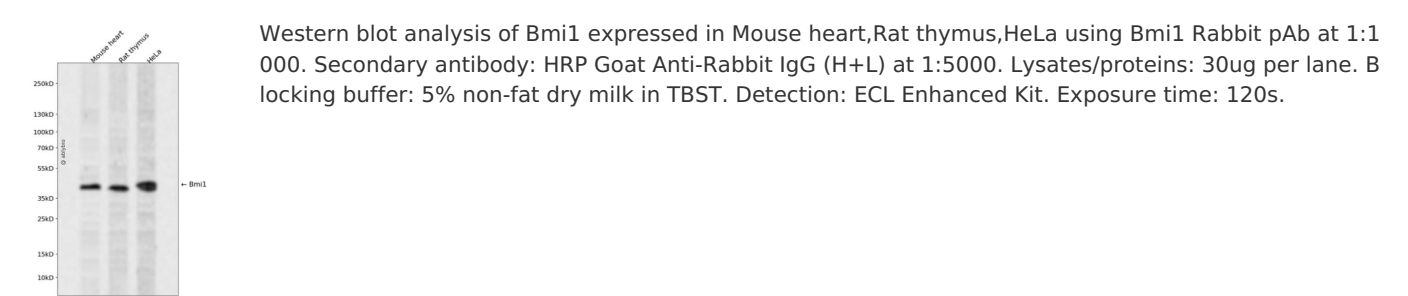 Mouse heart
Rat thymus
HeLa
250kD
130kD
100kD
70kD
55kD
35kD
25kD
15kD
10kD
← Bmi1
Western blot analysis of Bmi1 expressed in Mouse heart,Rat thymus,HeLa using Bmi1 Rabbit pAb at 1:1
000. Secondary antibody: HRP Goat Anti-Rabbit IgG (H+L) at 1:5000. Lysates/proteins: 30ug per lane. B
locking buffer: 5% non-fat dry milk in TBST. Detection: ECL Enhanced Kit. Exposure time: 120s.